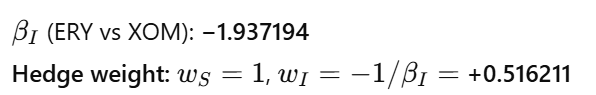 β_I (ERY vs XOM): −1.937194
Hedge weight: w_S = 1, w_I = −1/β_I = +0.516211